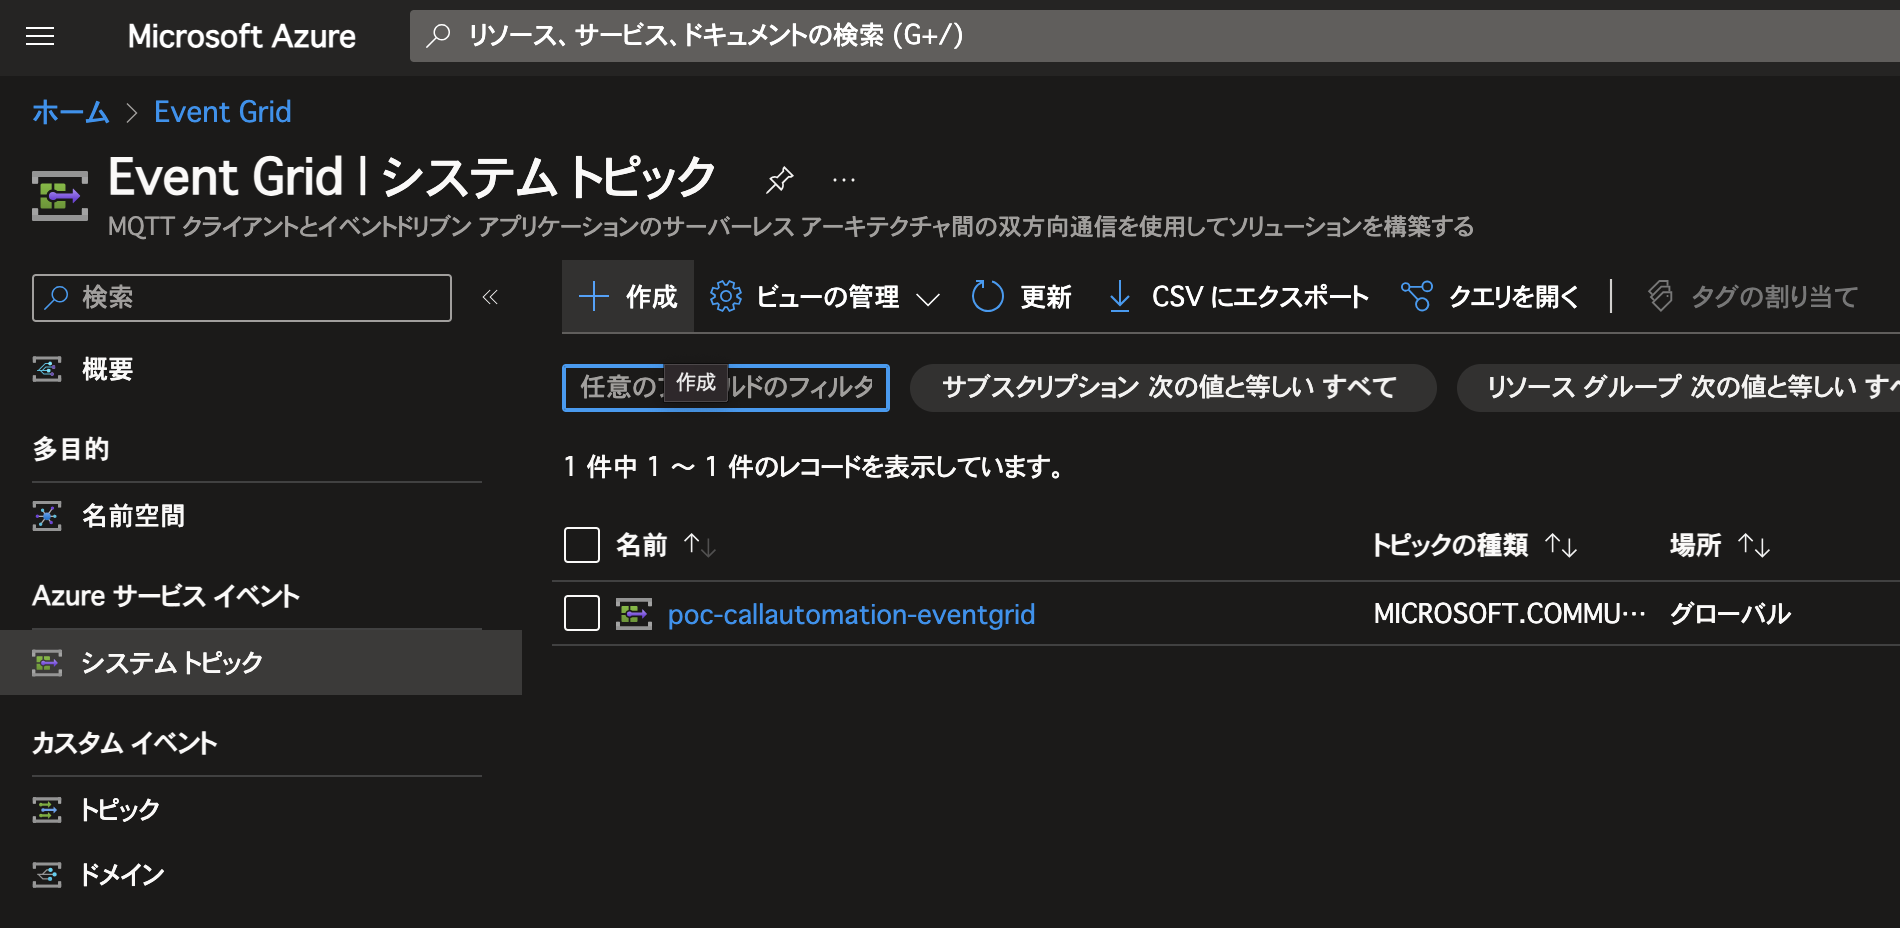 Microsoft Azure
リソース、サービス、ドキュメントの検索 (G+/)
ホーム > Event Grid
Event Grid | システム トピック
MQTT クライアントとイベントドリブン アプリケーションのサーバーレス アーキテクチャ間の双方向通信を使用してソリューションを構築する
検索
概要
多目的
名前空間
Azure サービス イベント
システム トピック
カスタム イベント
トピック
ドメイン
作成 ビューの管理 更新 CSV にエクスポート クエリを開く タグの割り当て
任意の ルドのフィルタ サブスクリプション 次の値と等しい すべて リソース グループ 次の値と等しい すべ
作成
1 件中 1 ～ 1 件のレコードを表示しています。
名前 トピックの種類 場所
poc-callautomation-eventgrid MICROSOFT.COMMU… グローバル